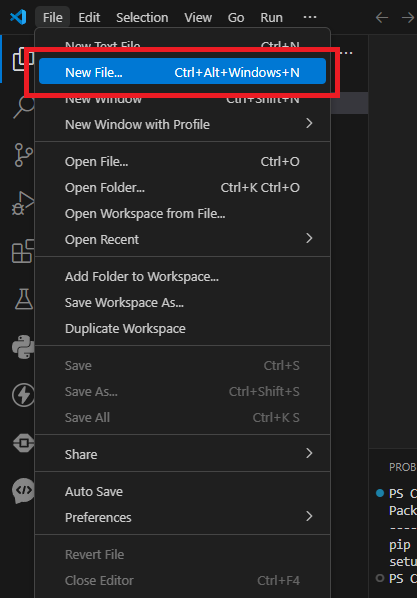 File Edit Selection View Go Run ...
New Text File... Ctrl+N
New File... Ctrl+Alt+Windows+N
New Window Ctrl+Shift+N
New Window with Profile
Open File... Ctrl+O
Open Folder... Ctrl+K Ctrl+O
Open Workspace from File...
Open Recent
Add Folder to Workspace...
Save Workspace As...
Duplicate Workspace
Save Ctrl+S
Save As... Ctrl+Shift+S
Save All Ctrl+K S
Share
Auto Save
Preferences
Revert File
Close Editor Ctrl+F4
PROB
PS C
Pack
----
pip
setu
PS C